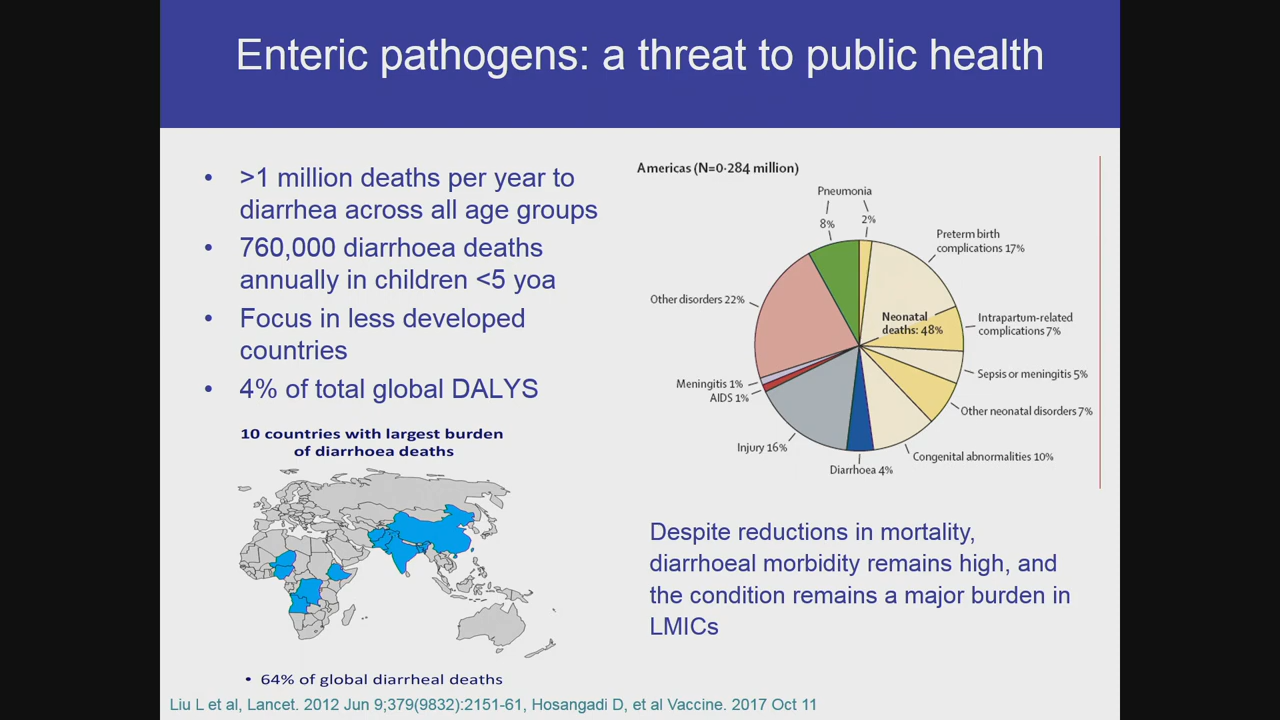 Enteric pathogens: a threat to public health
• >1 million deaths per year to
diarrhea across all age groups
• 760,000 diarrhoea deaths
annually in children <5 yoa
• Focus in less developed
countries
• 4% of total global DALYS
10 countries with largest burden
of diarrhoea deaths
• 64% of global diarrheal deaths
Americas (N=0·284 million)
Pneumonia
8%
2%
Preterm birth
complications 17%
Neonatal
deaths: 48%
Intrapartum-related
complications 7%
Sepsis or meningitis 5%
Other neonatal disorders 7%
Congenital abnormalities 10%
Diarrhoea 4%
Injury 16%
AIDS 1%
Meningitis 1%
Other disorders 22%
Despite reductions in mortality,
diarrhoeal morbidity remains high, and
the condition remains a major burden in
LMICs
Liu L et al, Lancet. 2012 Jun 9;379(9832):2151-61, Hosangadi D, et al Vaccine. 2017 Oct 11